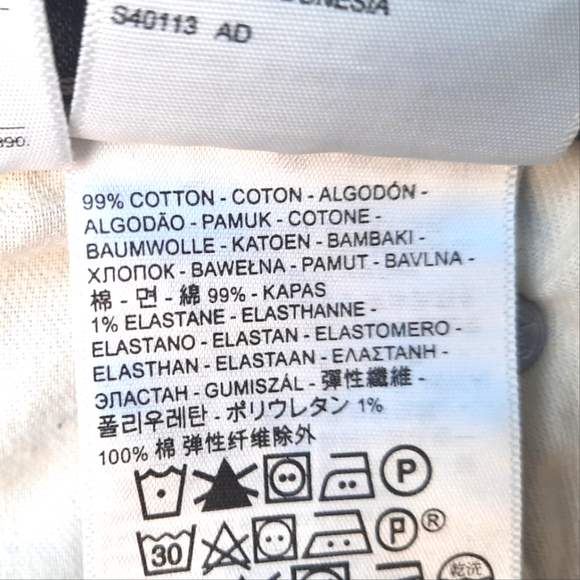 S40113 AD
890.
99% COTTON - COTON - ALGODÓN -
ALGODÃO - PAMUK - COTONE -
BAUMWOLLE - KATOEN - BAMBAKI -
ХЛОПОК - BAWEŁNA - PAMUT - BAVLNA -
棉 - 면 - 綿 99% - KAPAS
1% ELASTANE - ELASTHANNE -
ELASTANO - ELASTAN - ELASTOMERO -
ELASTHAN - ELASTAAN - ΕΛΑΣΤΑΝΗ -
ЭЛАСТАН - GUMISZÁL - 彈性纖維 -
폴리우레탄 - ポリウレタン 1%
100% 棉 弹性纤维除外
P
30 P ®
乾洗